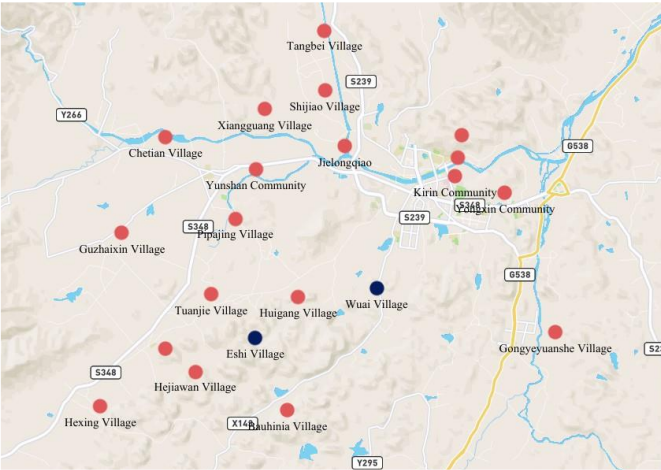 Tangbei Village
S239
Shijiao Village
Y266
Xiangguang Village
G538
Chetian Village
Jielongqiao
Yunshan Community
Kirin Community
S348
Yongxin Community
S239
Pipajing Village
S348
Guzhaixin Village
G538
Wuai Village
Tuanjie Village
Huigang Village
Gongyeyuanshe Village
Eshi Village
S348
Hejiawan Village
Hexing Village
Bauhinia Village
Y295